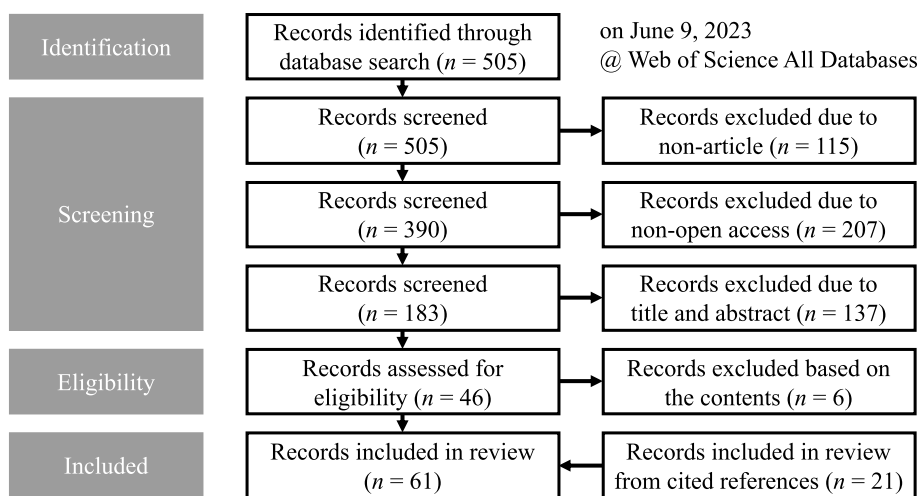 Identification
Records identified through
database search (n = 505)
on June 9, 2023
@ Web of Science All Databases
Screening
Records screened
(n = 505)
Records excluded due to
non-article (n = 115)
Records screened
(n = 390)
Records excluded due to
non-open access (n = 207)
Records screened
(n = 183)
Records excluded due to
title and abstract (n = 137)
Eligibility
Records assessed for
eligibility (n = 46)
Records excluded based on
the contents (n = 6)
Included
Records included in review
(n = 61)
Records included in review
from cited references (n = 21)